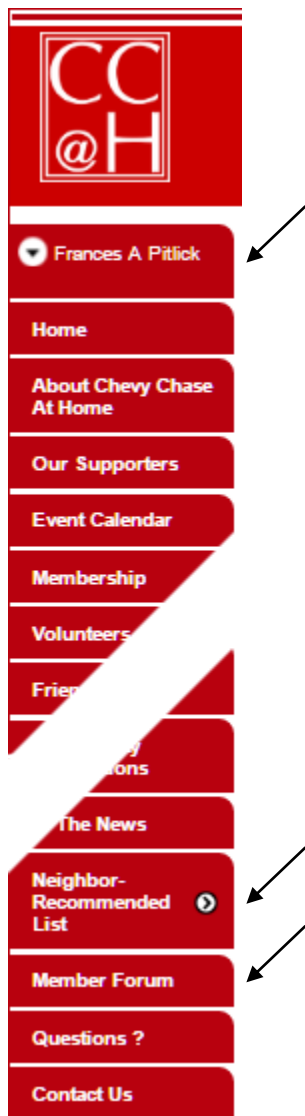 CC
@H
Frances A Pitlick
Home
About Chevy Chase
At Home
Our Supporters
Event Calendar
Membership
Volunteers
The News
Neighbor-
Recommended
List
Member Forum
Questions ?
Contact Us